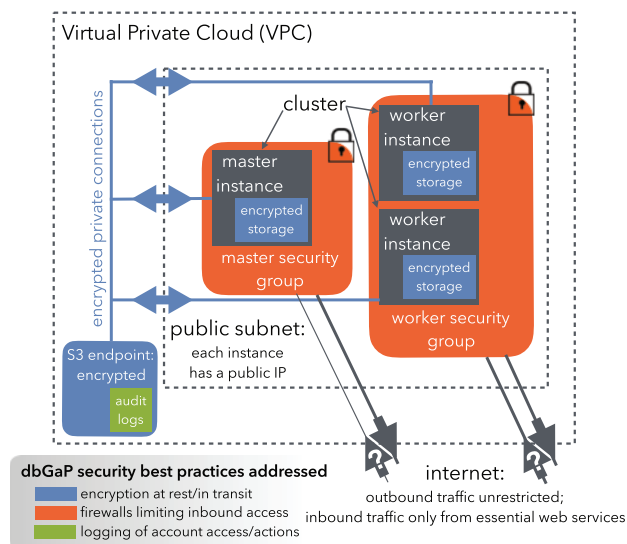 Virtual Private Cloud (VPC)
encrypted private connections
cluster
master
instance
encrypted
storage
master security
group
worker
instance
encrypted
storage
worker
instance
encrypted
storage
worker security
group
public subnet:
each instance
has a public IP
S3 endpoint:
encrypted
audit
logs
?
?
internet:
outbound traffic unrestricted;
inbound traffic only from essential web services
dbGaP security best practices addressed
encryption at rest/in transit
firewalls limiting inbound access
logging of account access/actions